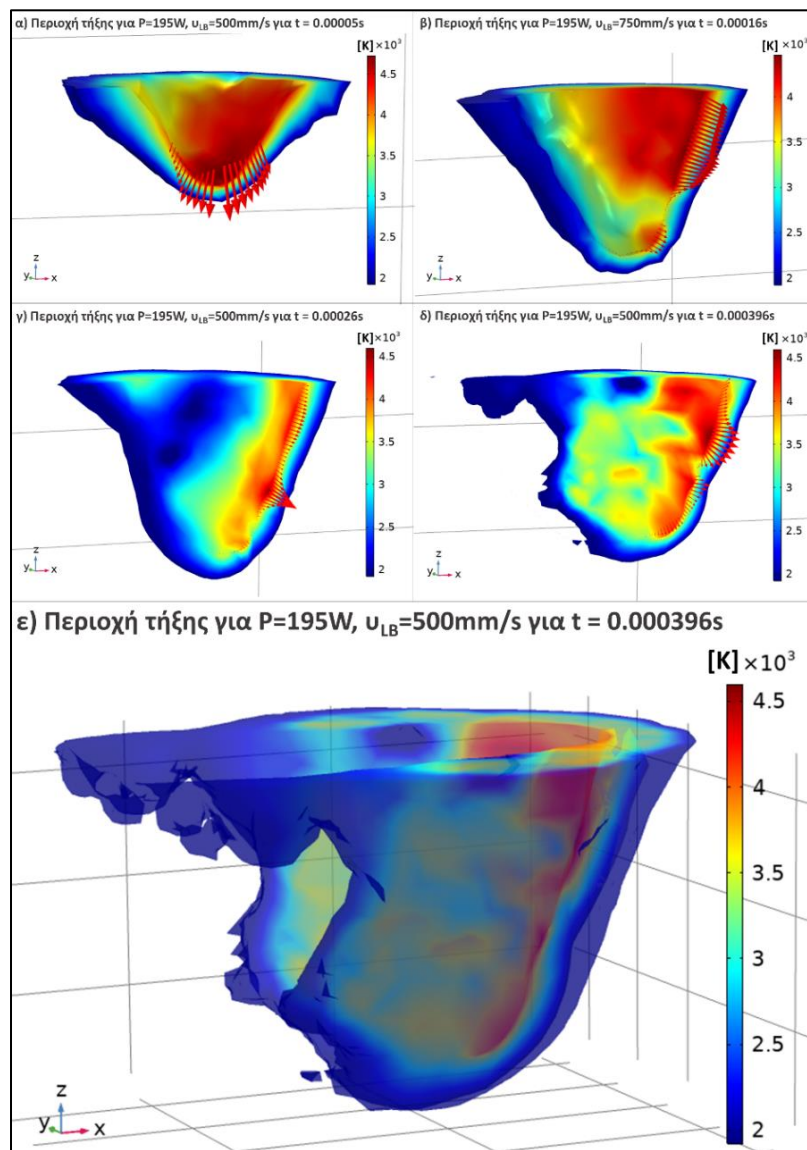 α) Περιοχή τήξης για P=195W, υLB=500mm/s για t = 0.00005s
[K] ×10³
4.5
4
3.5
3
2.5
2
z
y x
β) Περιοχή τήξης για P=195W, υLB=750mm/s για t = 0.00016s
[K] ×10³
4.5
4
3.5
3
2.5
2
z
y x
γ) Περιοχή τήξης για P=195W, υLB=500mm/s για t = 0.00026s
[K] ×10³
4.5
4
3.5
3
2.5
2
z
y x
δ) Περιοχή τήξης για P=195W, υLB=500mm/s για t = 0.000396s
[K] ×10³
4.5
4
3.5
3
2.5
2
z
y x
ε) Περιοχή τήξης για P=195W, υLB=500mm/s για t = 0.000396s
[K] ×10³
4.5
4
3.5
3
2.5
2
z
y x